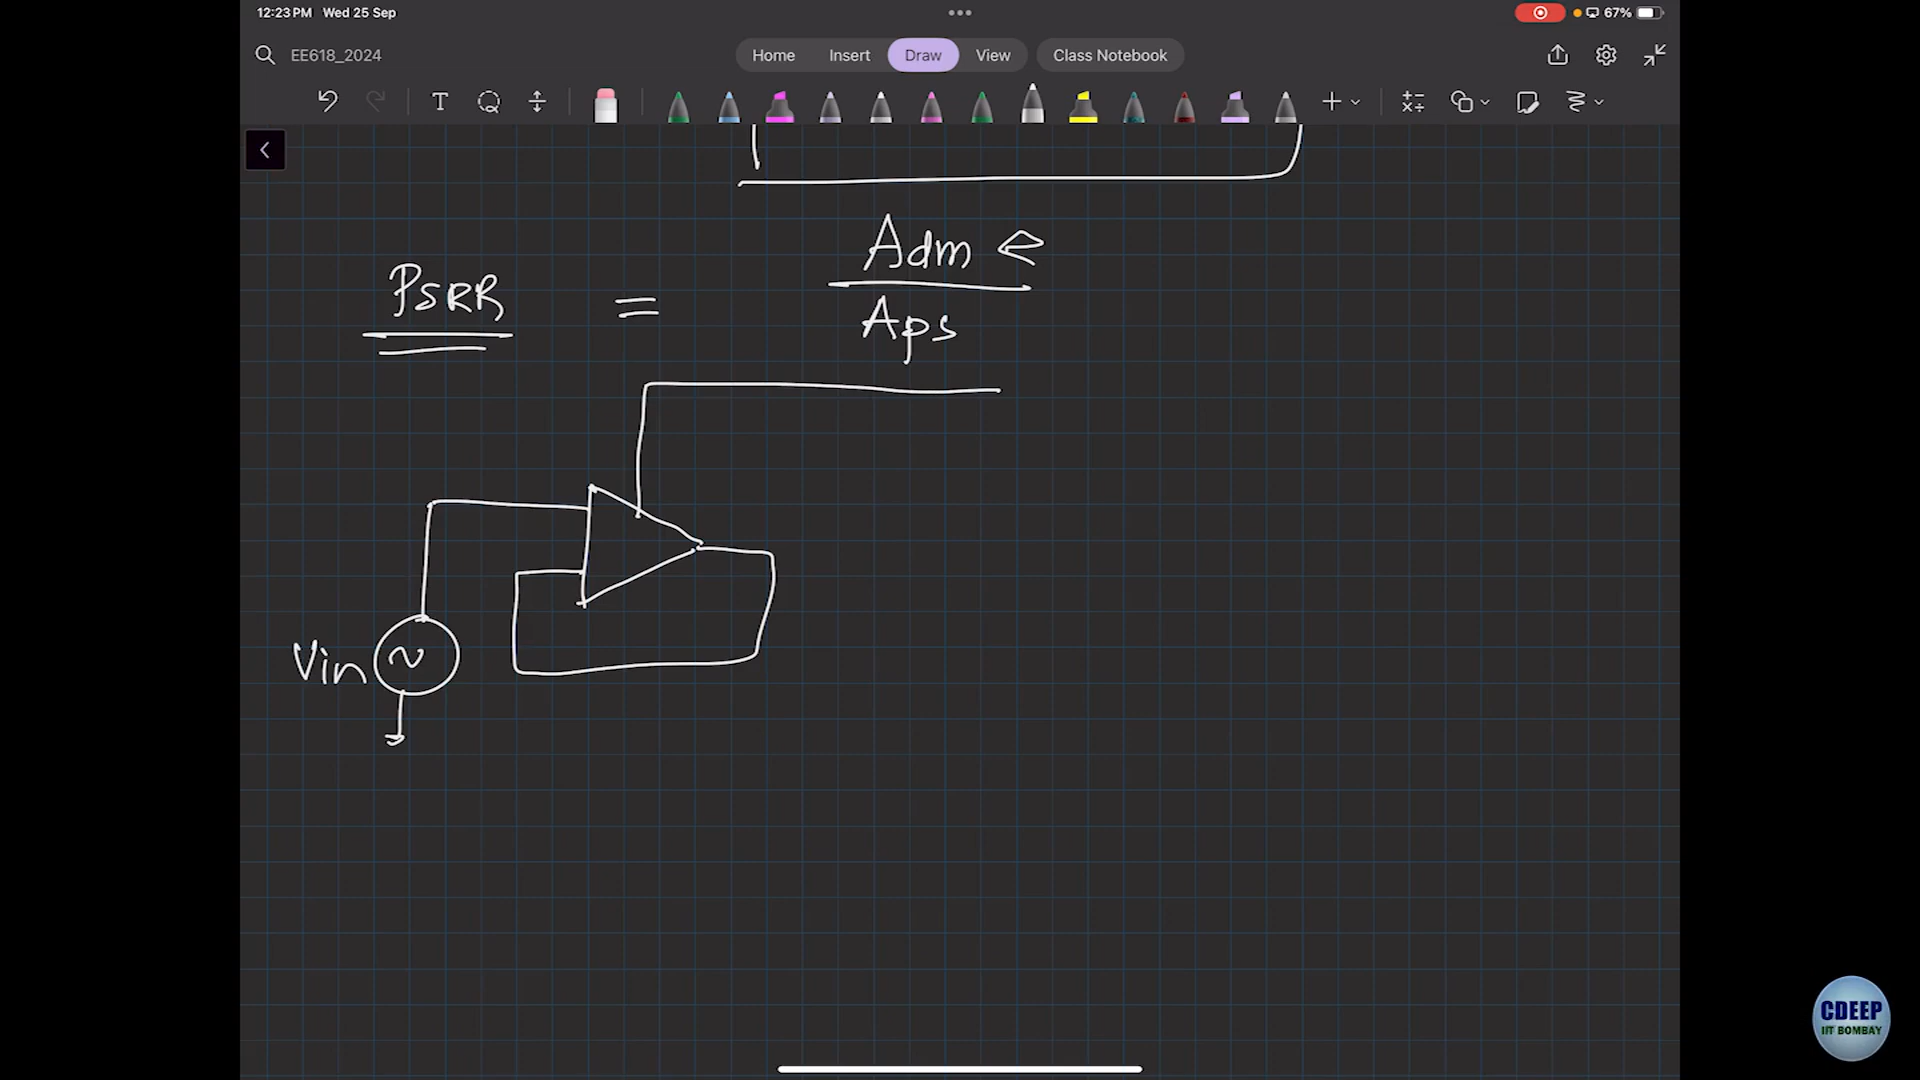 12:23 PM Wed 25 Sep
67%
EE618_2024
Home Insert Draw View Class Notebook
T
PSRR = Adm
Aps
Vin
CDEEP
IIT BOMBAY